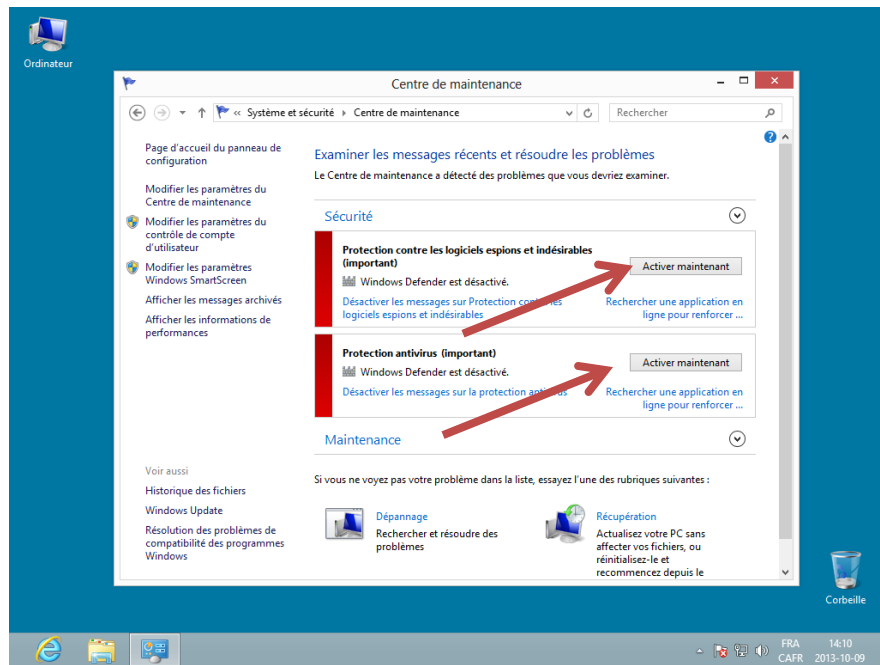 Ordinateur
Centre de maintenance
« Système et sécurité
Centre de maintenance
Rechercher
Page d'accueil du panneau de
configuration
Modifier les paramètres du
Centre de maintenance
Modifier les paramètres du
contrôle de compte
d'utilisateur
Modifier les paramètres
Windows SmartScreen
Afficher les messages archivés
Afficher les informations de
performances
Voir aussi
Historique des fichiers
Windows Update
Résolution des problèmes de
compatibilité des programmes
Windows
Examiner les messages récents et résoudre les problèmes
Le Centre de maintenance a détecté des problèmes que vous devriez examiner.
Sécurité
Protection contre les logiciels espions et indésirables
(important)
Activer maintenant
Windows Defender est désactivé.
Désactiver les messages sur Protection contre les
logiciels espions et indésirables
Rechercher une application en
ligne pour renforcer ...
Protection antivirus (important)
Activer maintenant
Windows Defender est désactivé.
Désactiver les messages sur la protection antivirus
Rechercher une application en
ligne pour renforcer ...
Maintenance
Si vous ne voyez pas votre problème dans la liste, essayez l'une des rubriques suivantes :
Dépannage
Rechercher et résoudre des
problèmes
Récupération
Actualisez votre PC sans
affecter vos fichiers, ou
réinitialisez-le et
recommencez depuis le
Corbeille
FRA
CAFR
14:10
2013-10-09